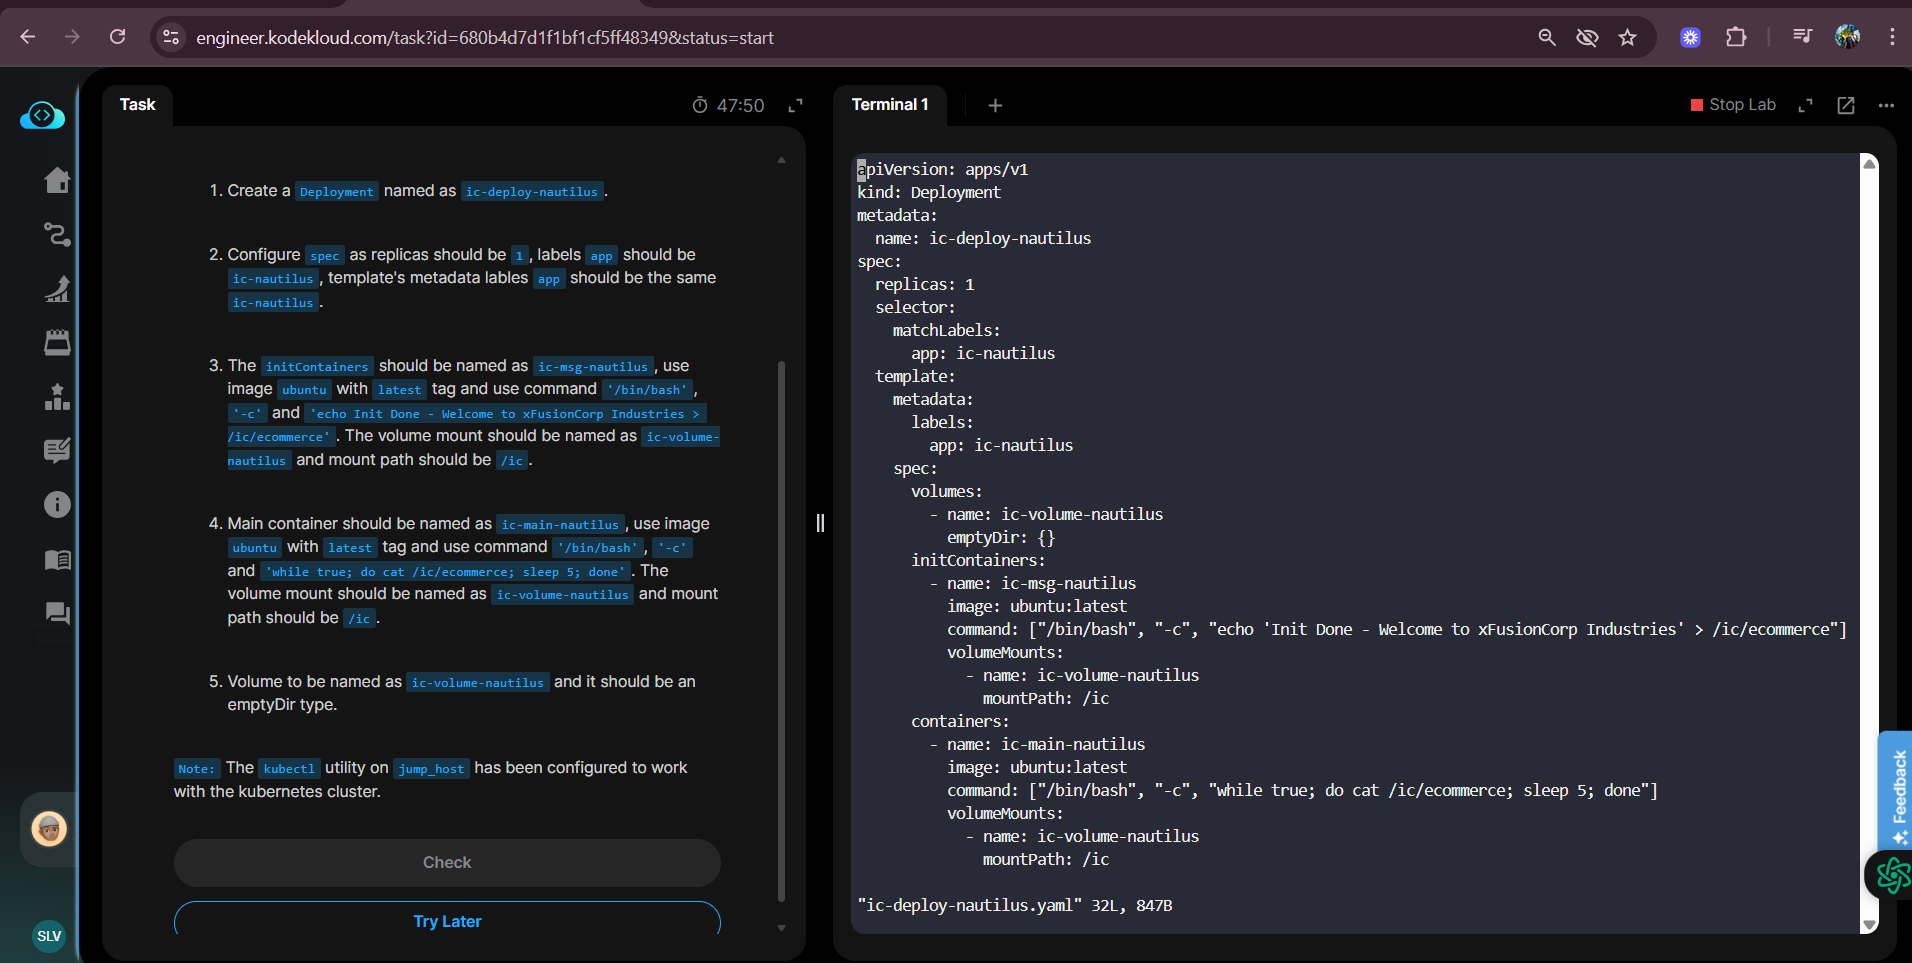 engineer.kodekloud.com/task?id=680b4d7d1f1bf1cf5ff48349&status=start
Task
47:50
1. Create a Deployment named as ic-deploy-nautilus.
2. Configure spec as replicas should be 1, labels app should be
ic-nautilus, template's metadata lables app should be the same
ic-nautilus.
3. The initContainers should be named as ic-msg-nautilus, use
image ubuntu with latest tag and use command '/bin/bash',
'-c' and 'echo Init Done - Welcome to xFusionCorp Industries >
/ic/ecommerce'. The volume mount should be named as ic-volume-
nautilus and mount path should be /ic.
4. Main container should be named as ic-main-nautilus, use image
ubuntu with latest tag and use command '/bin/bash', '-c'
and 'while true; do cat /ic/ecommerce; sleep 5; done'. The
volume mount should be named as ic-volume-nautilus and mount
path should be /ic.
5. Volume to be named as ic-volume-nautilus and it should be an
emptyDir type.
Note: The kubectl utility on jump_host has been configured to work
with the kubernetes cluster.
Check
Try Later
SLV
Terminal 1
+
Stop Lab
apiVersion: apps/v1
kind: Deployment
metadata:
  name: ic-deploy-nautilus
spec:
  replicas: 1
  selector:
    matchLabels:
      app: ic-nautilus
  template:
    metadata:
      labels:
        app: ic-nautilus
    spec:
      volumes:
        - name: ic-volume-nautilus
          emptyDir: {}
      initContainers:
        - name: ic-msg-nautilus
          image: ubuntu:latest
          command: ["/bin/bash", "-c", "echo 'Init Done - Welcome to xFusionCorp Industries' > /ic/ecommerce"]
          volumeMounts:
            - name: ic-volume-nautilus
              mountPath: /ic
      containers:
        - name: ic-main-nautilus
          image: ubuntu:latest
          command: ["/bin/bash", "-c", "while true; do cat /ic/ecommerce; sleep 5; done"]
          volumeMounts:
            - name: ic-volume-nautilus
              mountPath: /ic
"ic-deploy-nautilus.yaml" 32L, 847B
Feedback